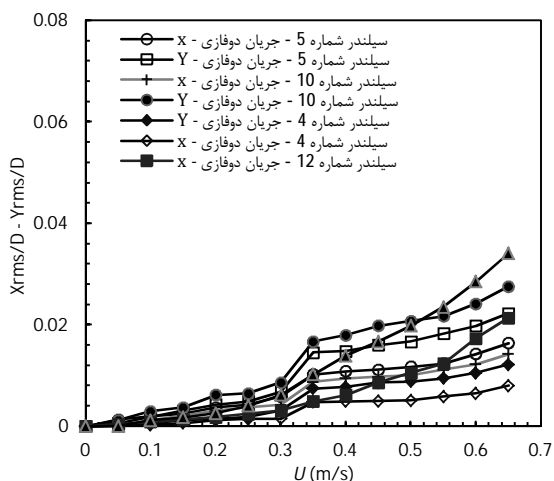 0.08
0.06
0.04
0.02
0
Xrms/D - Yrms/D
سیلندر شماره 5 - جریان دوفازی - x
سیلندر شماره 5 - جریان دوفازی - Y
سیلندر شماره 10 - جریان دوفازی - x
سیلندر شماره 10 - جریان دوفازی - Y
سیلندر شماره 4 - جریان دوفازی - Y
سیلندر شماره 4 - جریان دوفازی - x
سیلندر شماره 12 - جریان دوفازی - x
0 0.1 0.2 0.3 0.4 0.5 0.6 0.7
U (m/s)